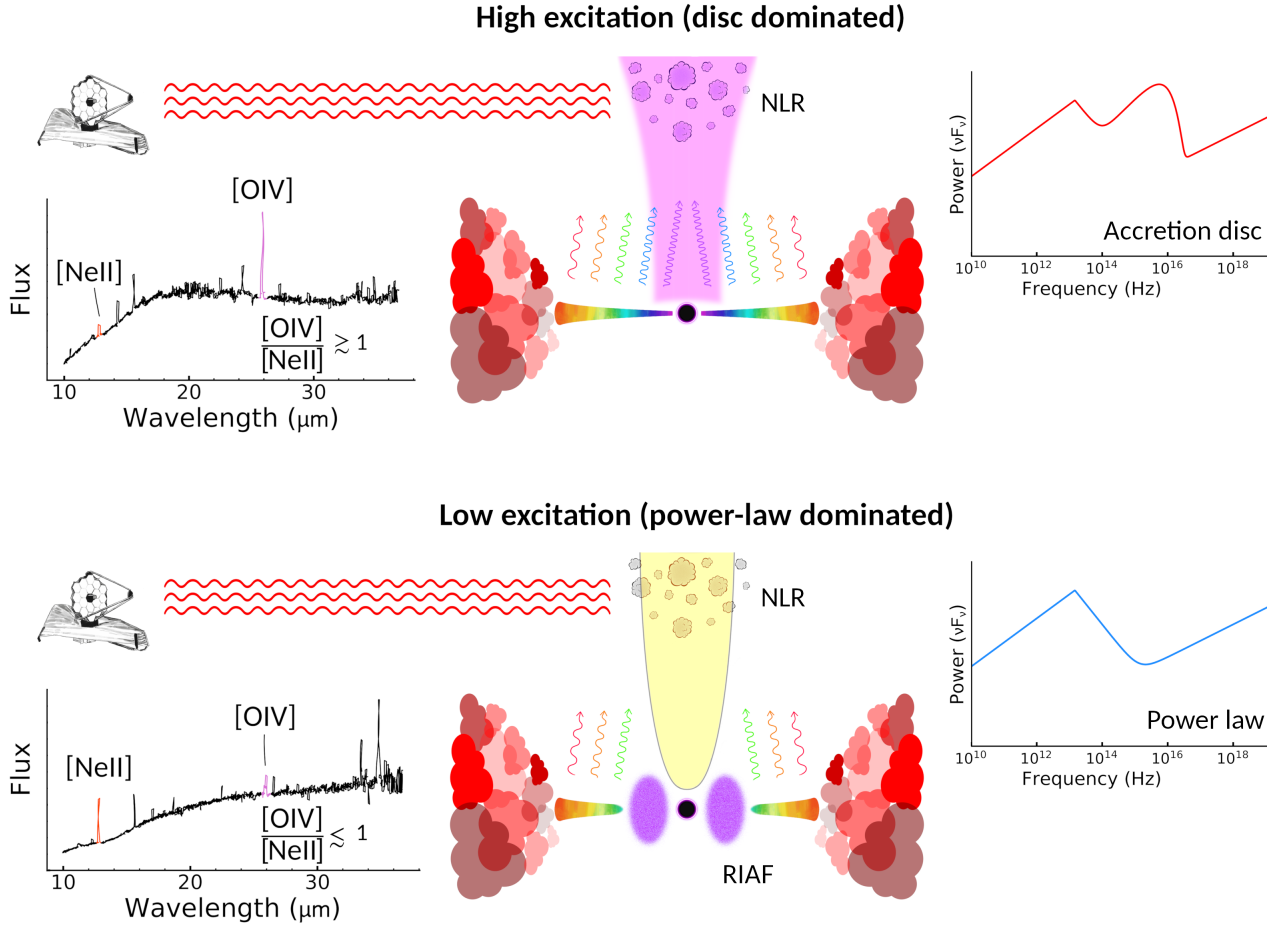 High excitation (disc dominated)
NLR
[OIV]
[NeII]
Flux
[OIV]
[NeII]
≳ 1
10 20 30
Wavelength (μm)
Power (νFν)
Accretion disc
10^10 10^12 10^14 10^16 10^18
Frequency (Hz)
Low excitation (power-law dominated)
NLR
[OIV]
[NeII]
Flux
[OIV]
[NeII]
≲ 1
10 20 30
Wavelength (μm)
RIAF
Power (νFν)
Power law
10^10 10^12 10^14 10^16 10^18
Frequency (Hz)